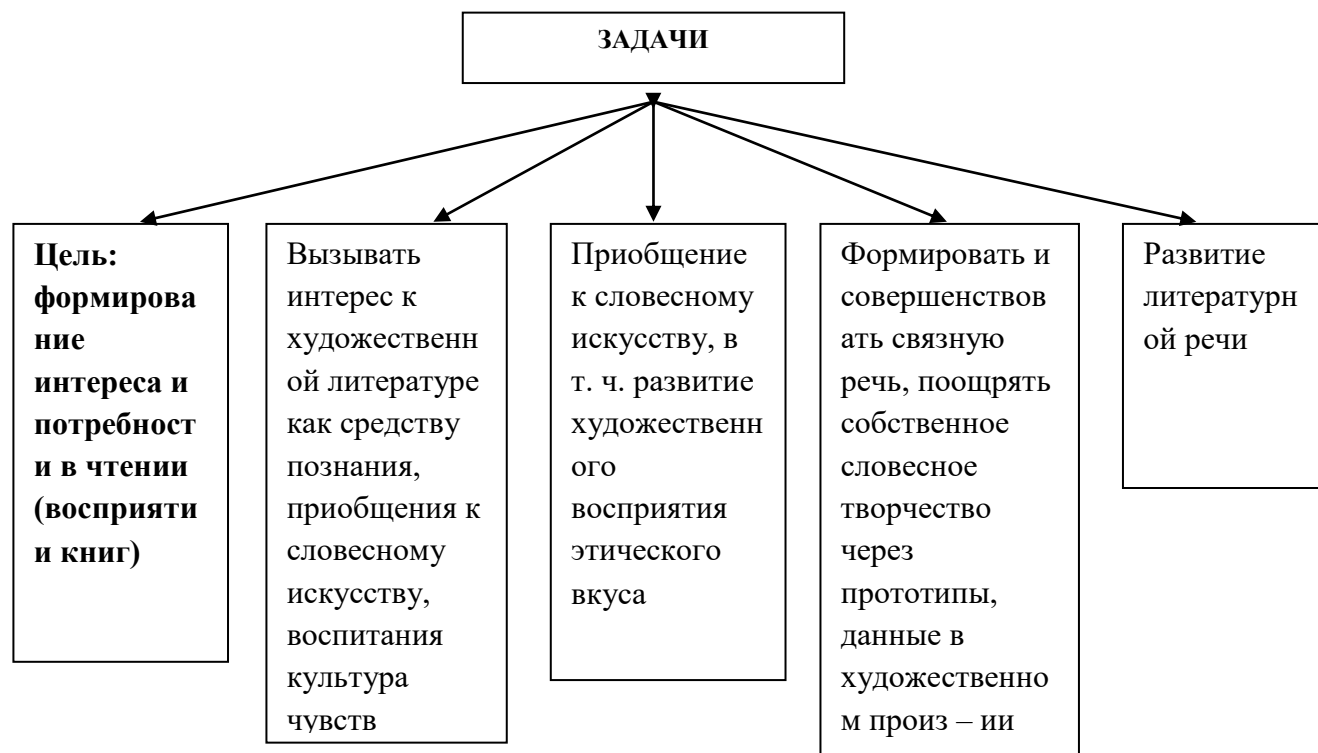 ЗАДАЧИ
Цель:
формирова
ние
интереса и
потребност
и в чтении
(восприяти
и книг)
Вызывать
интерес к
художественн
ой литературе
как средству
познания,
приобщения к
словесному
искусству,
воспитания
культура
чувств
Приобщение
к словесному
искусству, в
т. ч. развитие
художественн
ого
восприятия
этического
вкуса
Формировать и
совершенствов
ать связную
речь, поощрять
собственное
словесное
творчество
через
прототипы,
данные в
художественно
м произ – ии
Развитие
литературн
ой речи